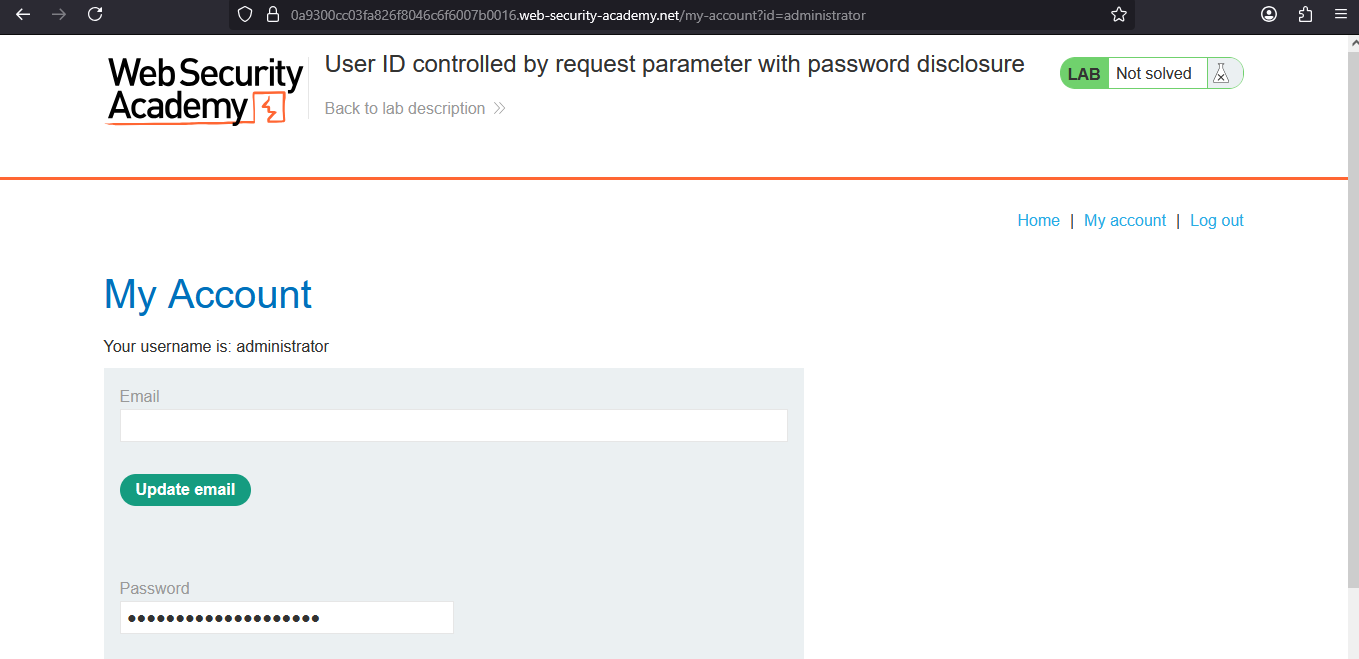 0a9300cc03fa826f8046c6f6007b0016.web-security-academy.net/my-account?id=administrator
WebSecurity
Academy
User ID controlled by request parameter with password disclosure
Back to lab description
LAB Not solved
Home | My account | Log out
My Account
Your username is: administrator
Email
Update email
Password
••••••••••••••••••••